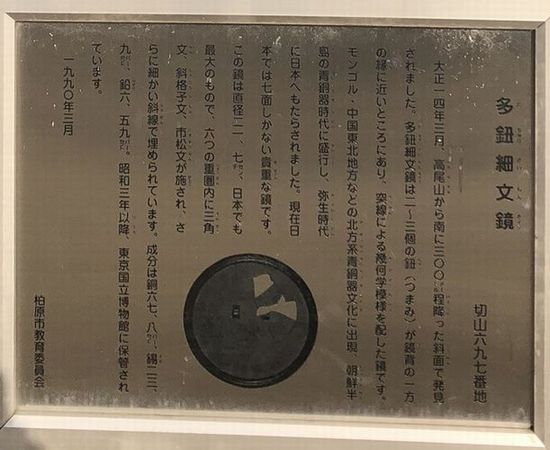 多鈕細文鏡
切山六九七番地
大正一四年三月、高尾山から南に三〇〇㍍程降った斜面で発見
されました。多鈕細文鏡は二～三個の鈕(つまみ)が鏡背の一方
の縁に近いところにあり、突線による幾何学模様を配した鏡です。
モンゴル・中国東北地方などの北方系青銅器文化に出現、朝鮮半
島の青銅器時代に盛行し、弥生時代
に日本へもたらされました。現在日
本では七面しかない貴重な鏡です。
この鏡は直径二一、七㌢、日本でも
最大のもので、六つの重圏内に三角
文、斜格子文、市松文が施され、さ
らに細かい斜線で埋められています。成分は銅六七、八㌫、錫二三、
九㌫、鉛六、五九㌫。昭和三年以降、東京国立博物館に保管され
ています。
一九九〇年三月
柏原市教育委員会